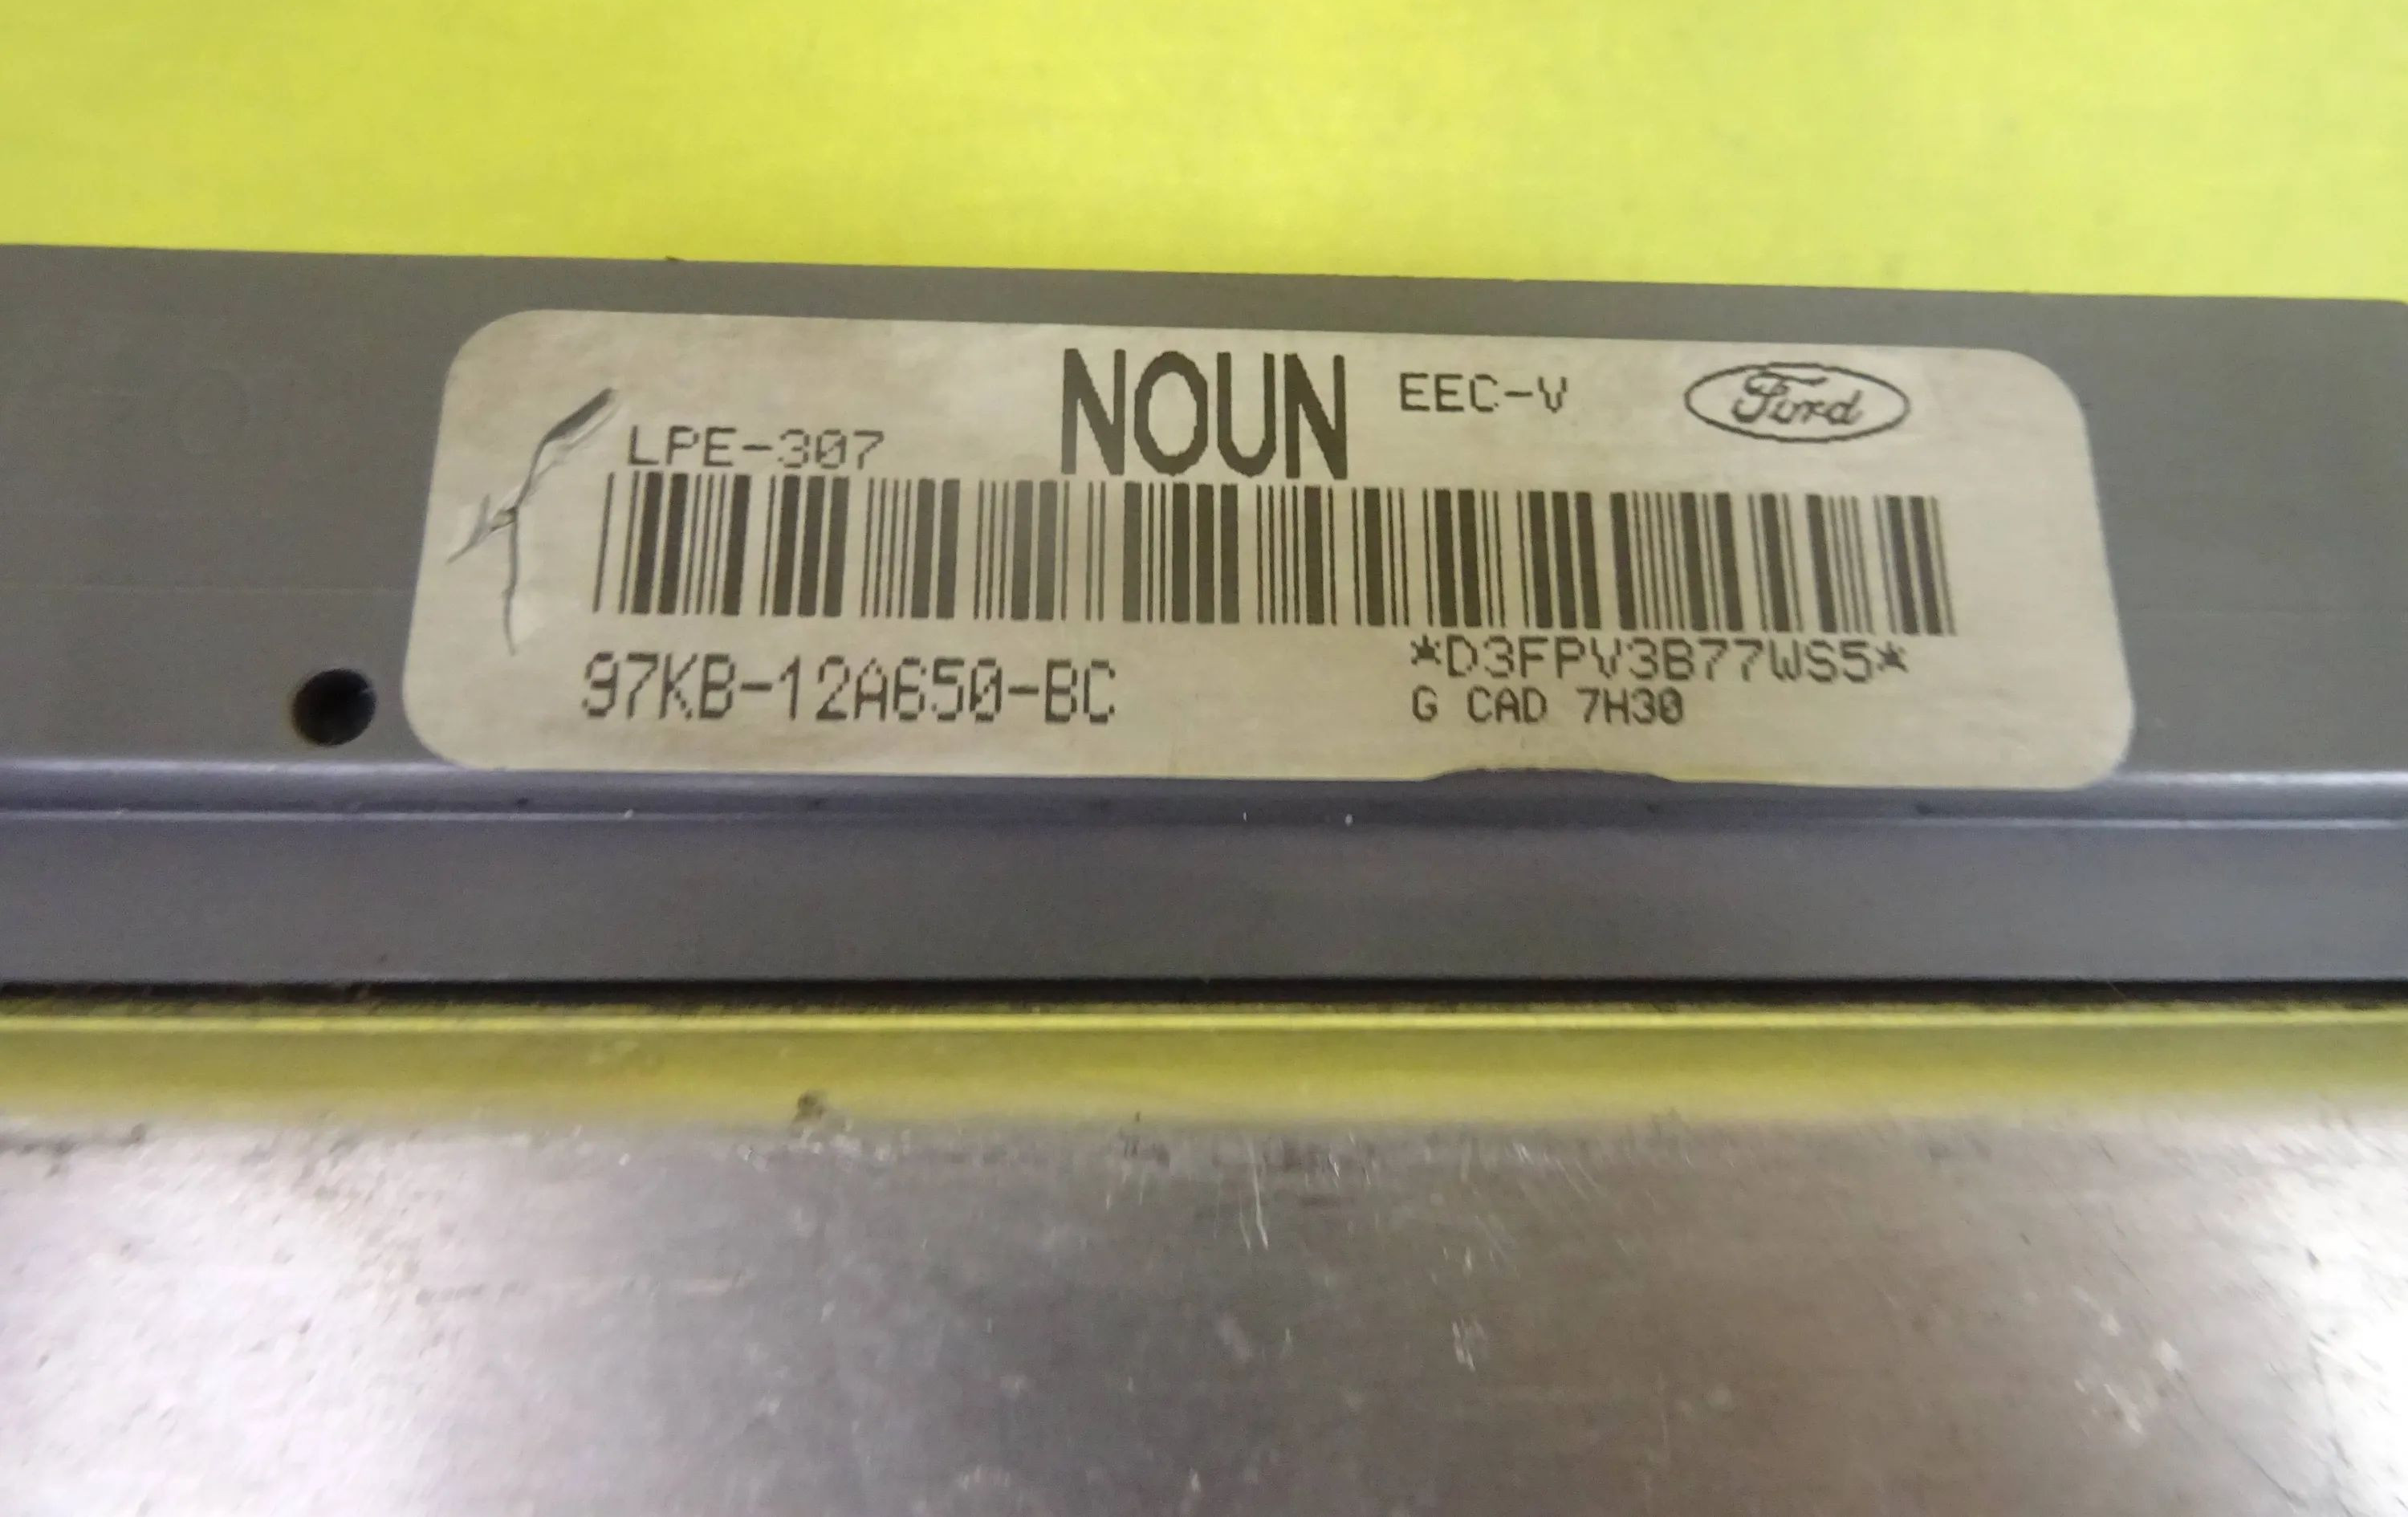 NOUN EEC-V Ford
LPE-307
97KB-12A650-BC
*D3FPV3B77WS5*
G CAD 7H30